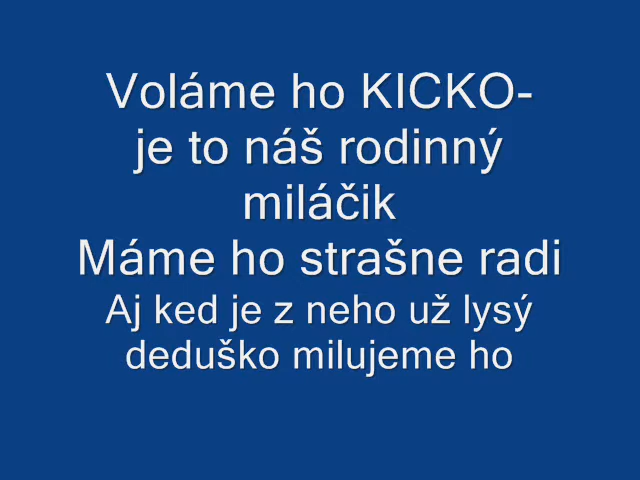 Voláme ho KICKO-
je to náš rodinný
miláčik
Máme ho strašne radi
Aj ked je z neho už lysý
deduško milujeme ho